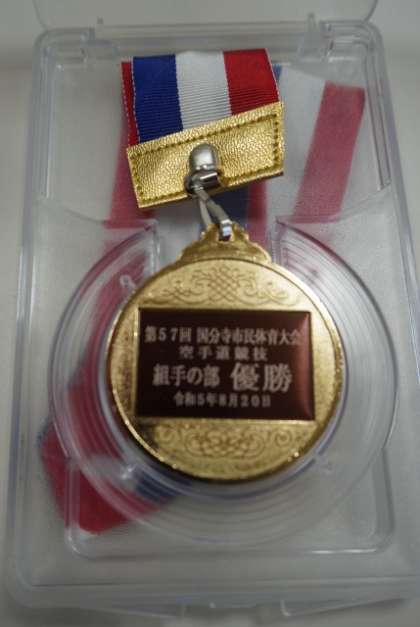 第57回 国分寺市民体育大会
空手道競技
組手の部 優勝
令和5年8月20日